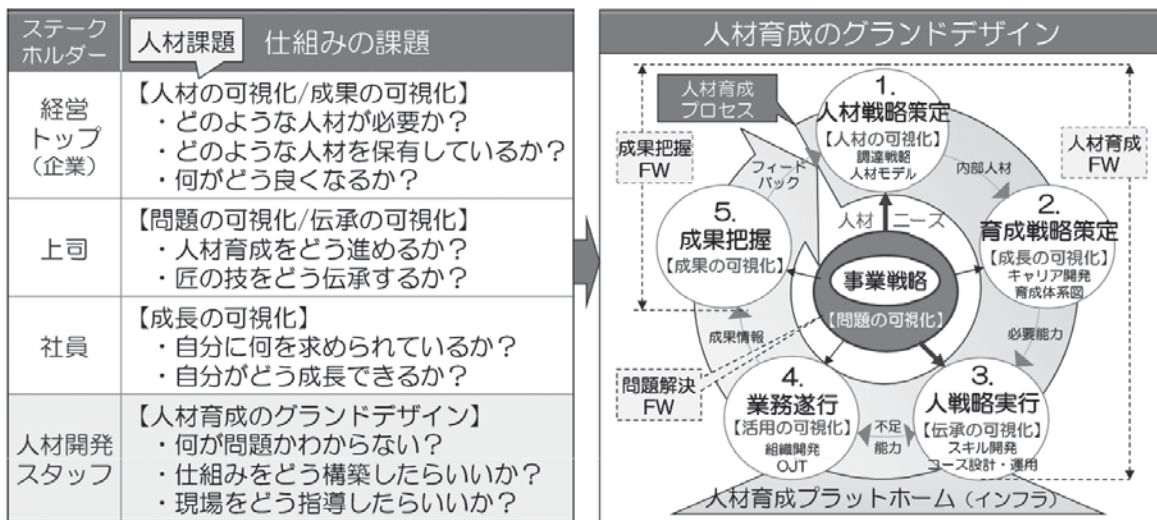 ステーク
ホルダー
人材課題
仕組みの課題
経営
トップ
（企業）
【人材の可視化/成果の可視化】
・どのような人材が必要か？
・どのような人材を保有しているか？
・何がどう良くなるか？
上司
【問題の可視化/伝承の可視化】
・人材育成をどう進めるか？
・匠の技をどう伝承するか？
社員
【成長の可視化】
・自分に何を求められているか？
・自分がどう成長できるか？
人材開発
スタッフ
【人材育成のグランドデザイン】
・何が問題かわからない？
・仕組みをどう構築したらいいか？
・現場をどう指導したらいいか？
人材育成のグランドデザイン
人材育成
プロセス
成果把握
FW
人材育成
FW
問題解決
FW
1.
人材戦略策定
【人材の可視化】
調達戦略
人材モデル
内部人材
2.
育成戦略策定
【成長の可視化】
キャリア開発
育成体系図
必要能力
3.
人戦略実行
【伝承の可視化】
スキル開発
コース設計・運用
不足
能力
4.
業務遂行
【活用の可視化】
組織開発
OJT
成果情報
5.
成果把握
【成果の可視化】
フィード
バック
人材 ニーズ
事業戦略
【問題の可視化】
人材育成プラットホーム（インフラ）